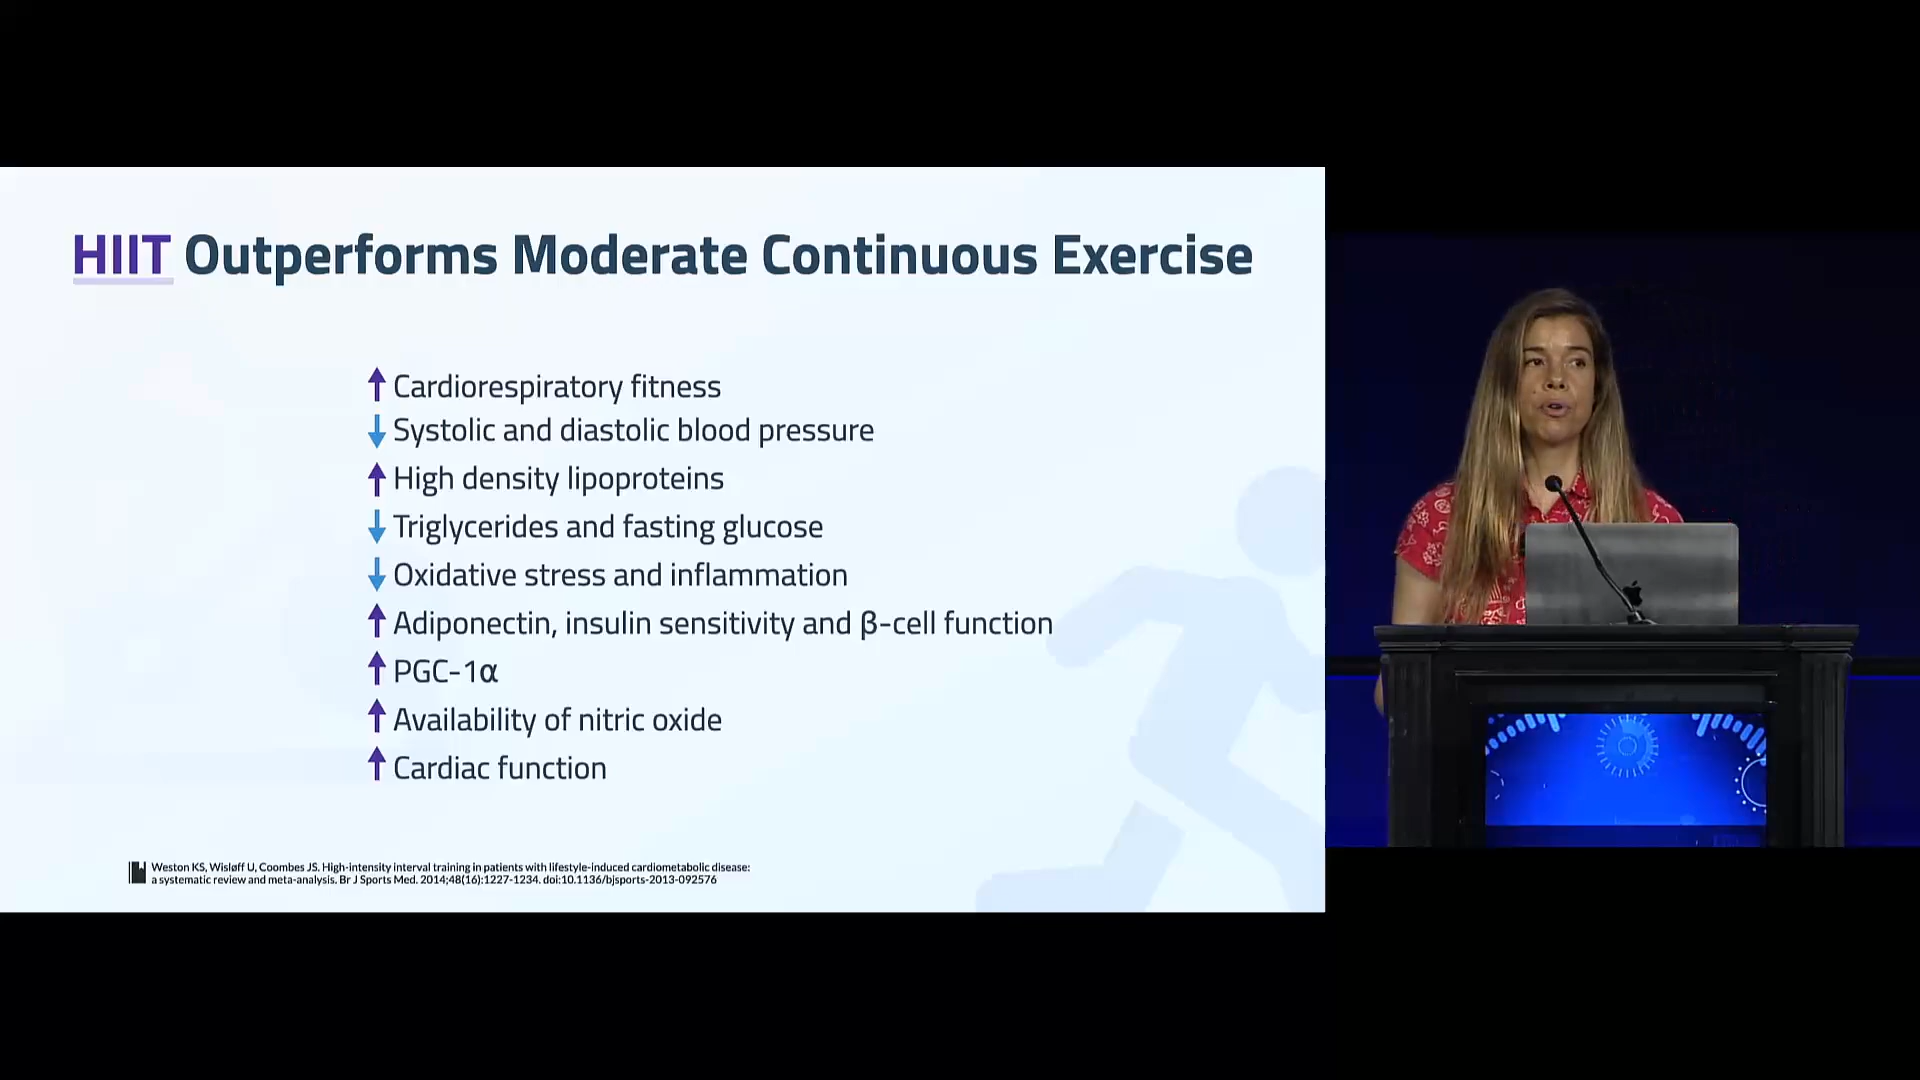 HIIT Outperforms Moderate Continuous Exercise
↑ Cardiorespiratory fitness
↓ Systolic and diastolic blood pressure
↑ High density lipoproteins
↓ Triglycerides and fasting glucose
↓ Oxidative stress and inflammation
↑ Adiponectin, insulin sensitivity and β-cell function
↑ PGC-1α
↑ Availability of nitric oxide
↑ Cardiac function
Weston KS, Wisløff U, Coombes JS. High-intensity interval training in patients with lifestyle-induced cardiometabolic disease:
a systematic review and meta-analysis. Br J Sports Med. 2014;48(16):1227-1234. doi:10.1136/bjsports-2013-092576